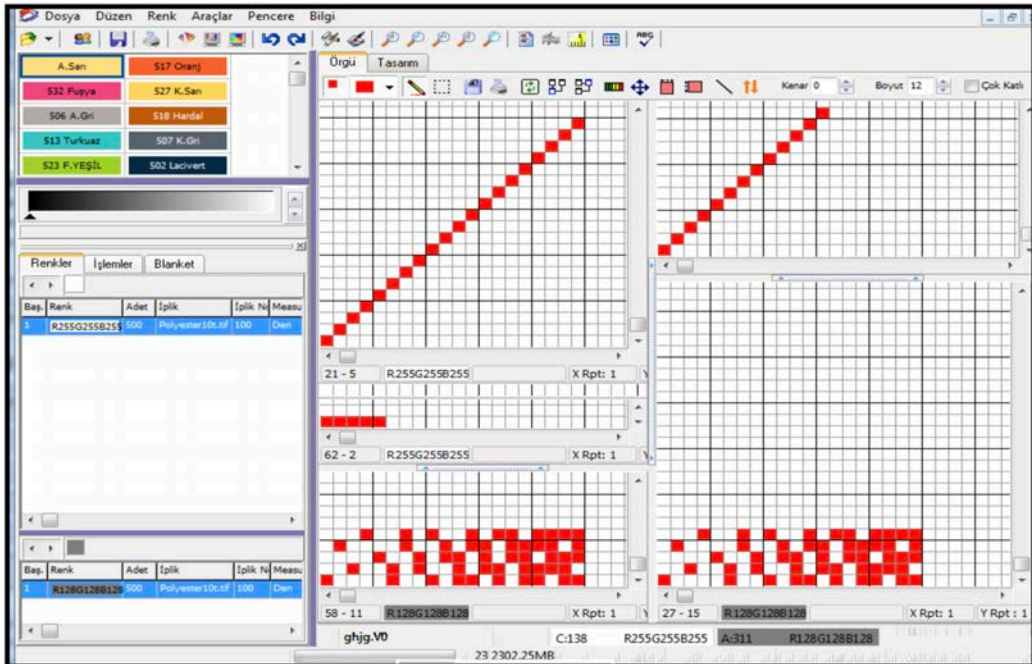 Dosya Düzen Renk Araçlar Pencere Bilgi
ABC
A.Sarı 517 Oranj
532 Fuşya 527 K.Sarı
506 A.Gri 518 Hardal
513 Turkuaz 507 K.Gri
523 F.YEŞİL 502 Lacivert
Örgü Tasarım
Kenar 0 Boyut 12 Çok Katlı
Renkler İşlemler Blanket
Baş. Renk Adet İplik İplik N Measu
1 R255G255B255 500 Polyester10t.tif 100 Den
21 - 5 R255G255B255 X Rpt: 1 Y
62 - 2 R255G255B255 X Rpt: 1 Y
Baş. Renk Adet İplik İplik N Measu
1 R128G128B128 500 Polyester10t.tif 100 Den
58 - 11 R128G128B128 X Rpt: 1 Y
27 - 15 R128G128B128 X Rpt: 1 Y Rpt : 1
ghjg.V0 C:138 R255G255B255 A:311 R128G128B128
23 2302.25MB